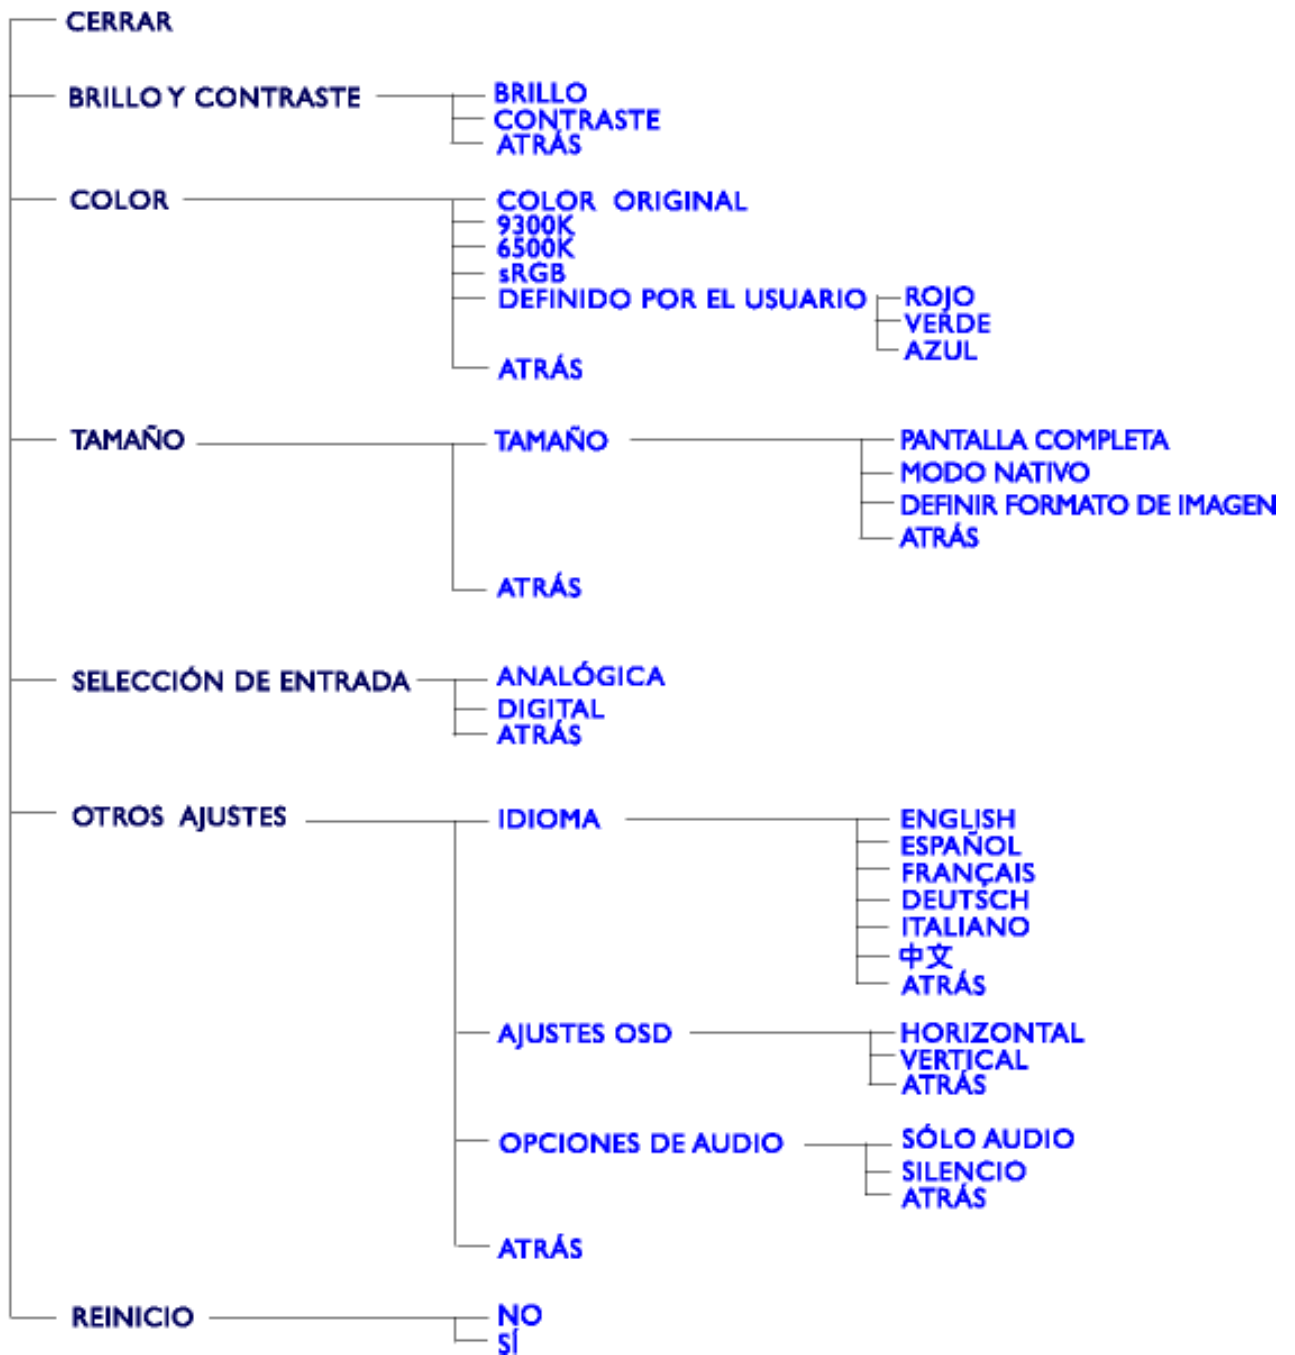 CERRAR
BRILLO Y CONTRASTE
BRILLO
CONTRASTE
ATRÁS
COLOR
COLOR ORIGINAL
9300K
6500K
sRGB
DEFINIDO POR EL USUARIO
ROJO
VERDE
AZUL
ATRÁS
TAMAÑO
TAMAÑO
PANTALLA COMPLETA
MODO NATIVO
DEFINIR FORMATO DE IMAGEN
ATRÁS
ATRÁS
SELECCIÓN DE ENTRADA
ANALÓGICA
DIGITAL
ATRÁS
OTROS AJUSTES
IDIOMA
ENGLISH
ESPAÑOL
FRANÇAIS
DEUTSCH
ITALIANO
中文
ATRÁS
AJUSTES OSD
HORIZONTAL
VERTICAL
ATRÁS
OPCIONES DE AUDIO
SÓLO AUDIO
SILENCIO
ATRÁS
ATRÁS
REINICIO
NO
SÍ